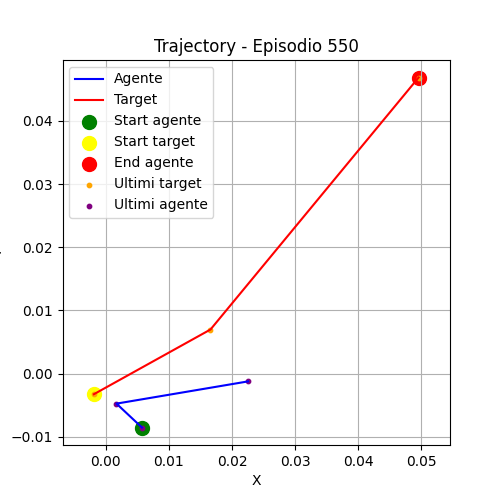 Trajectory - Episodio 550
Agente
Target
Start agente
Start target
End agente
Ultimi target
Ultimi agente
0.04
0.03
0.02
0.01
0.00
−0.01
0.00
0.01
0.02
0.03
0.04
0.05
X